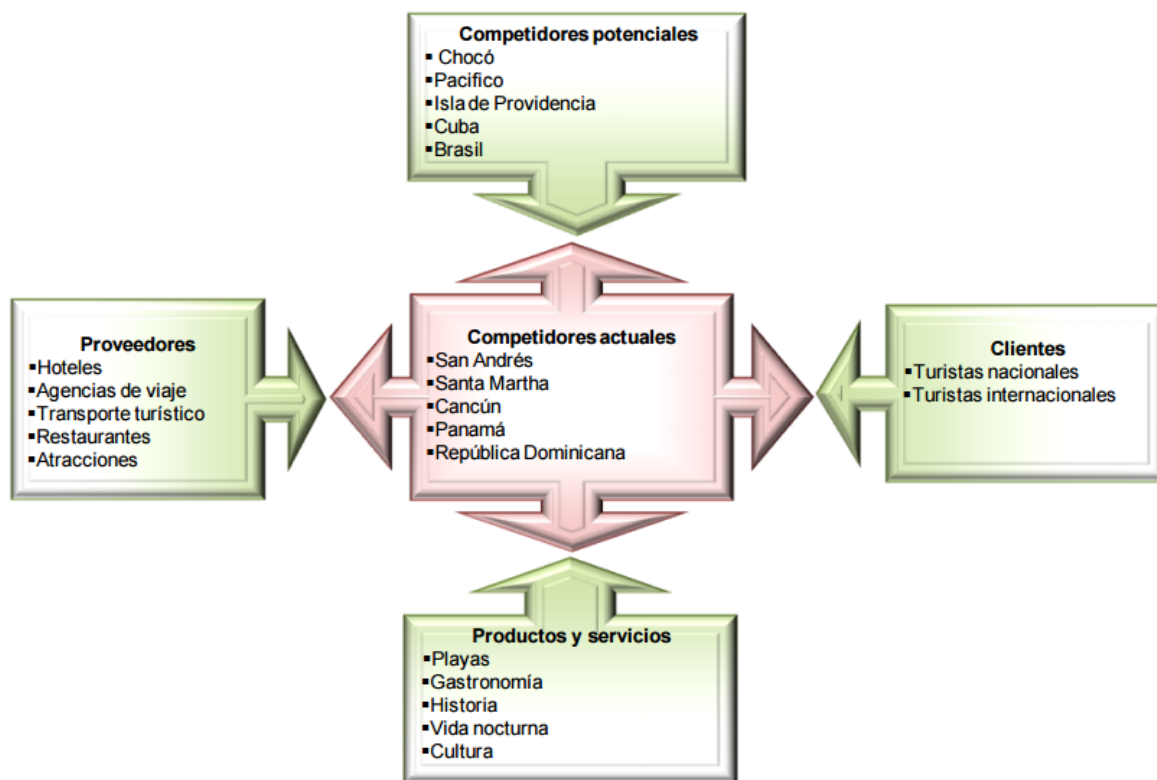 Competidores potenciales
▪ Chocó
▪Pacifico
▪Isla de Providencia
▪Cuba
▪Brasil
Proveedores
▪Hoteles
▪Agencias de viaje
▪Transporte turístico
▪Restaurantes
▪Atracciones
Competidores actuales
▪San Andrés
▪Santa Martha
▪Cancún
▪Panamá
▪República Dominicana
Clientes
▪Turistas nacionales
▪Turistas internacionales
Productos y servicios
▪Playas
▪Gastronomía
▪Historia
▪Vida nocturna
▪Cultura